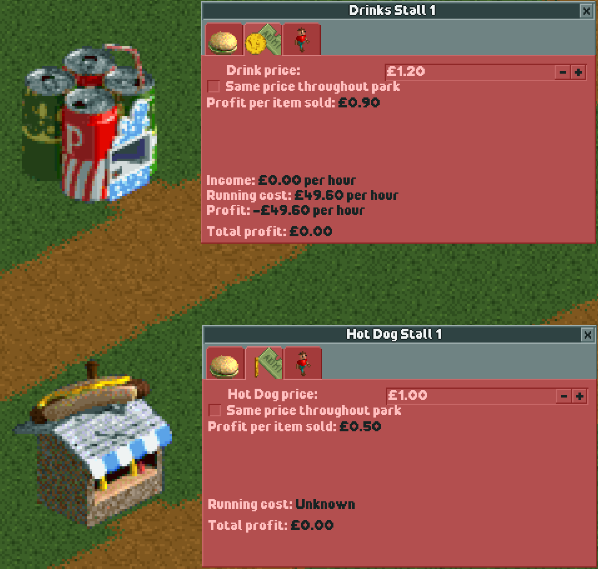 Drinks Stall 1
Drink price: £1.20
Same price throughout park
Profit per item sold: £0.90
Income: £0.00 per hour
Running cost: £49.60 per hour
Profit: -£49.60 per hour
Total profit: £0.00
P
Hot Dog Stall 1
Hot Dog price: £1.00
Same price throughout park
Profit per item sold: £0.50
Running cost: Unknown
Total profit: £0.00